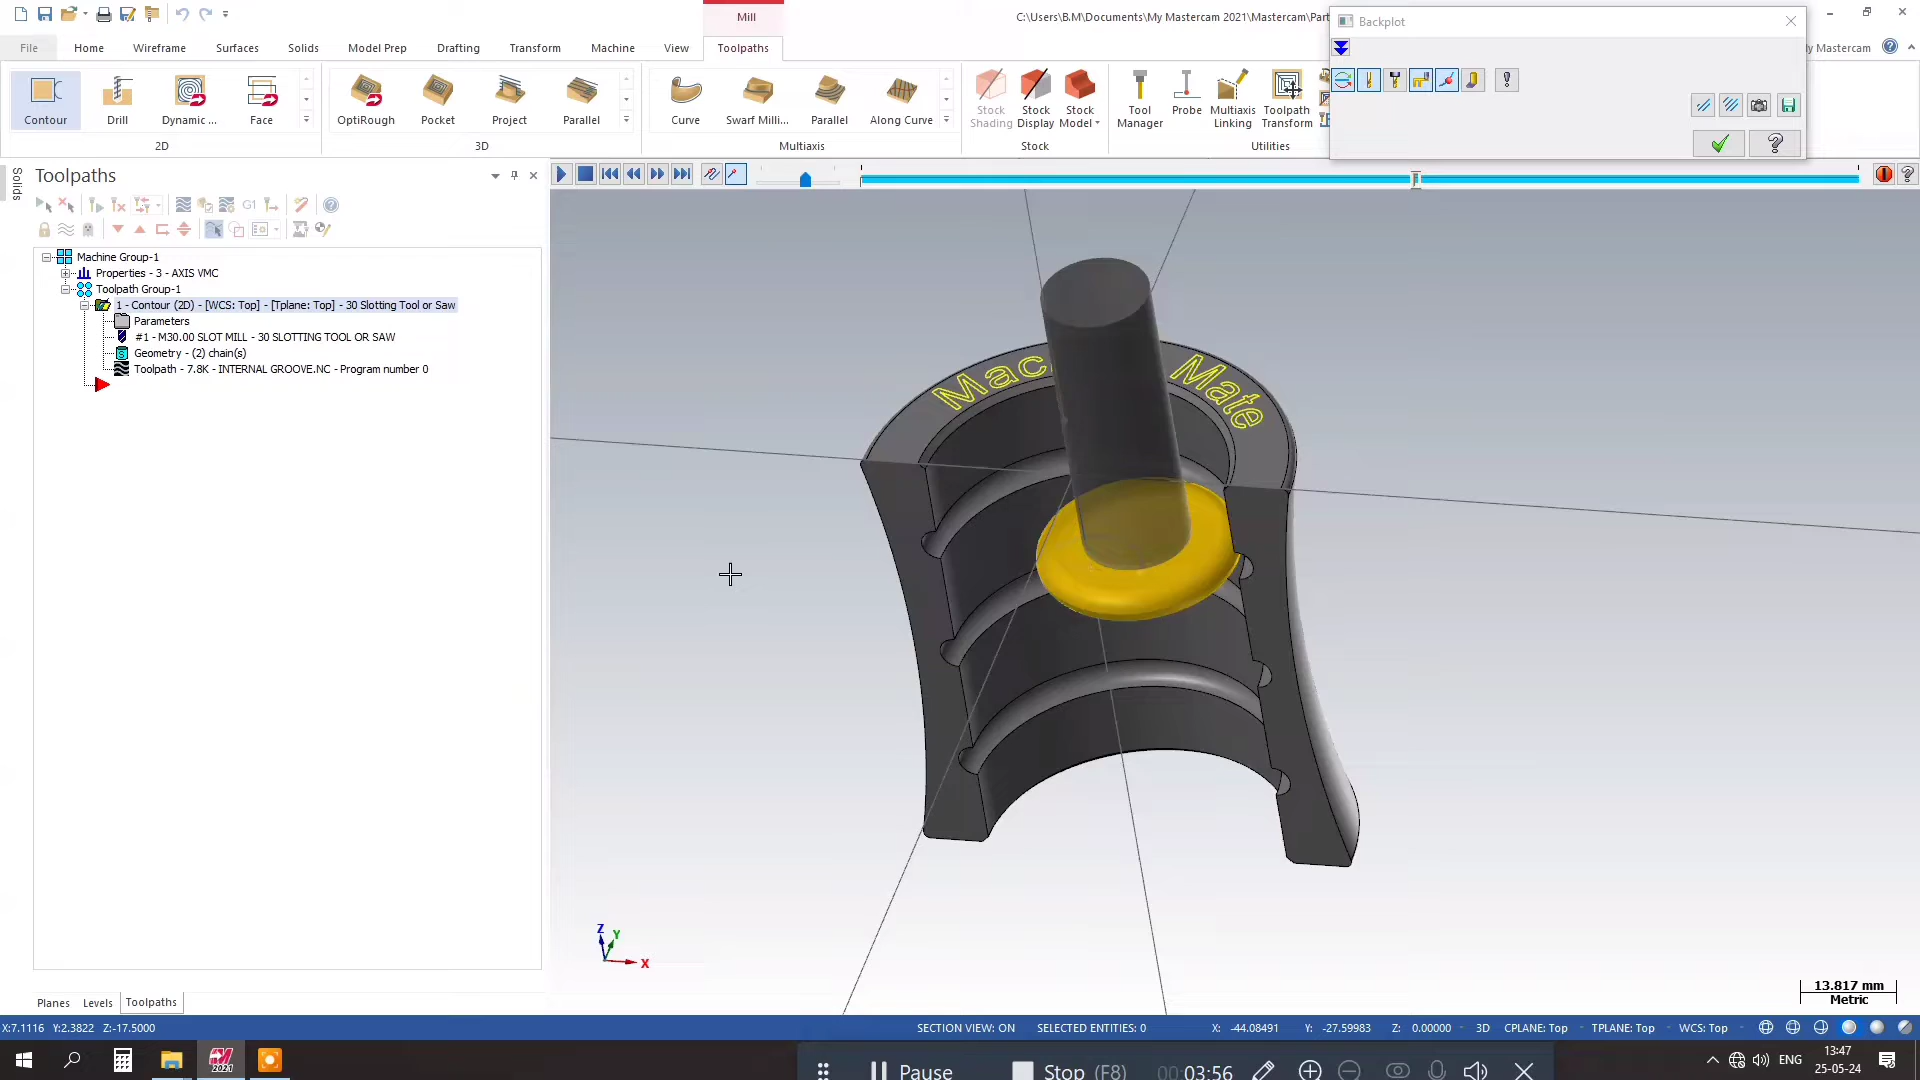 Mill
C:\Users\B.M\Documents\My Mastercam 2021\Mastercam\Part
Backplot
File
Home
Wireframe
Surfaces
Solids
Model Prep
Drafting
Transform
Machine
View
Toolpaths
ly Mastercam
Contour
Drill
Dynamic ...
Face
OptiRough
Pocket
Project
Parallel
Curve
Swarf Milli...
Parallel
Along Curve
Stock Shading
Stock Display
Stock Model
Tool Manager
Probe
Multiaxis Linking
Toolpath Transform
2D
3D
Multiaxis
Stock
Utilities
Solids
Toolpaths
G1
Machine Group-1
Properties - 3 - AXIS VMC
Toolpath Group-1
1 - Contour (2D) - [WCS: Top] - [Tplane: Top] - 30 Slotting Tool or Saw
Parameters
#1 - M30.00 SLOT MILL - 30 SLOTTING TOOL OR SAW
Geometry - (2) chain(s)
Toolpath - 7.8K - INTERNAL GROOVE.NC - Program number 0
Mac
Mate
Z
Y
X
13.817 mm
Metric
Planes
Levels
Toolpaths
X:7.1116 Y:2.3822 Z:-17.5000
SECTION VIEW: ON
SELECTED ENTITIES: 0
X: -44.08491
Y: -27.59983
Z: 0.00000
3D
CPLANE: Top
TPLANE: Top
WCS: Top
2021
Pause
Stop (F8)
00:03:56
ENG
13:47
25-05-24